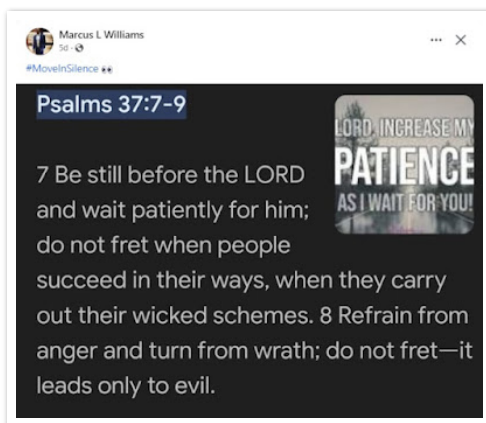 Marcus L Williams
5d
#MoveInSilence 👀
Psalms 37:7-9
LORD, INCREASE MY
PATIENCE
AS I WAIT FOR YOU!
7 Be still before the LORD
and wait patiently for him;
do not fret when people
succeed in their ways, when they carry
out their wicked schemes. 8 Refrain from
anger and turn from wrath; do not fret—it
leads only to evil.